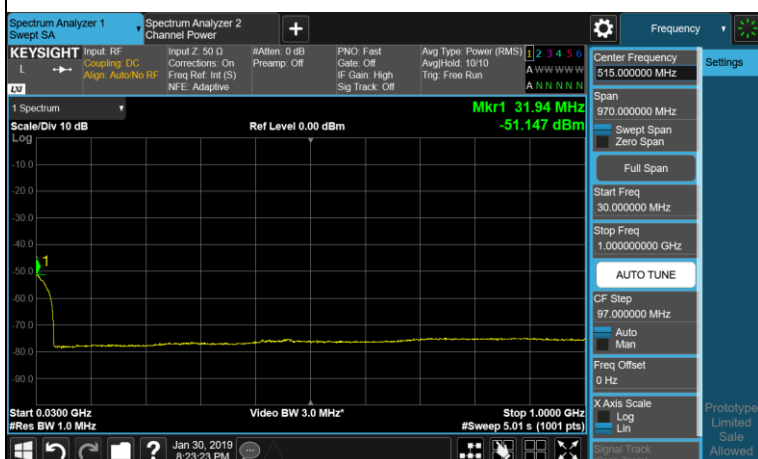 Spectrum Analyzer 1
Swept SA
Spectrum Analyzer 2
Channel Power
Frequency
KEYSIGHT
L
LXI
Input: RF
Coupling: DC
Align: Auto/No RF
Input Z: 50 Ω
Corrections: On
Freq Ref: Int (S)
NFE: Adaptive
#Atten: 0 dB
Preamp: Off
PNO: Fast
Gate: Off
IF Gain: High
Sig Track: Off
Avg Type: Power (RMS)
Avg|Hold: 10/10
Trig: Free Run
1 2 3 4 5 6
A W W W W W
A N N N N N
1 Spectrum
Scale/Div 10 dB
Log
Ref Level 0.00 dBm
Mkr1 31.94 MHz
-51.147 dBm
-10.0
-20.0
-30.0
-40.0
-50.0
-60.0
-70.0
-80.0
-90.0
1
Start 0.0300 GHz
#Res BW 1.0 MHz
Video BW 3.0 MHz*
Stop 1.0000 GHz
#Sweep 5.01 s (1001 pts)
?
Jan 30, 2019
8:23:23 PM
Center Frequency
515.000000 MHz
Span
970.000000 MHz
Swept Span
Zero Span
Full Span
Start Freq
30.000000 MHz
Stop Freq
1.000000000 GHz
AUTO TUNE
CF Step
97.000000 MHz
Auto
Man
Freq Offset
0 Hz
X Axis Scale
Log
Lin
Signal Track
Settings
Prototype
Limited
Sale
Allowed